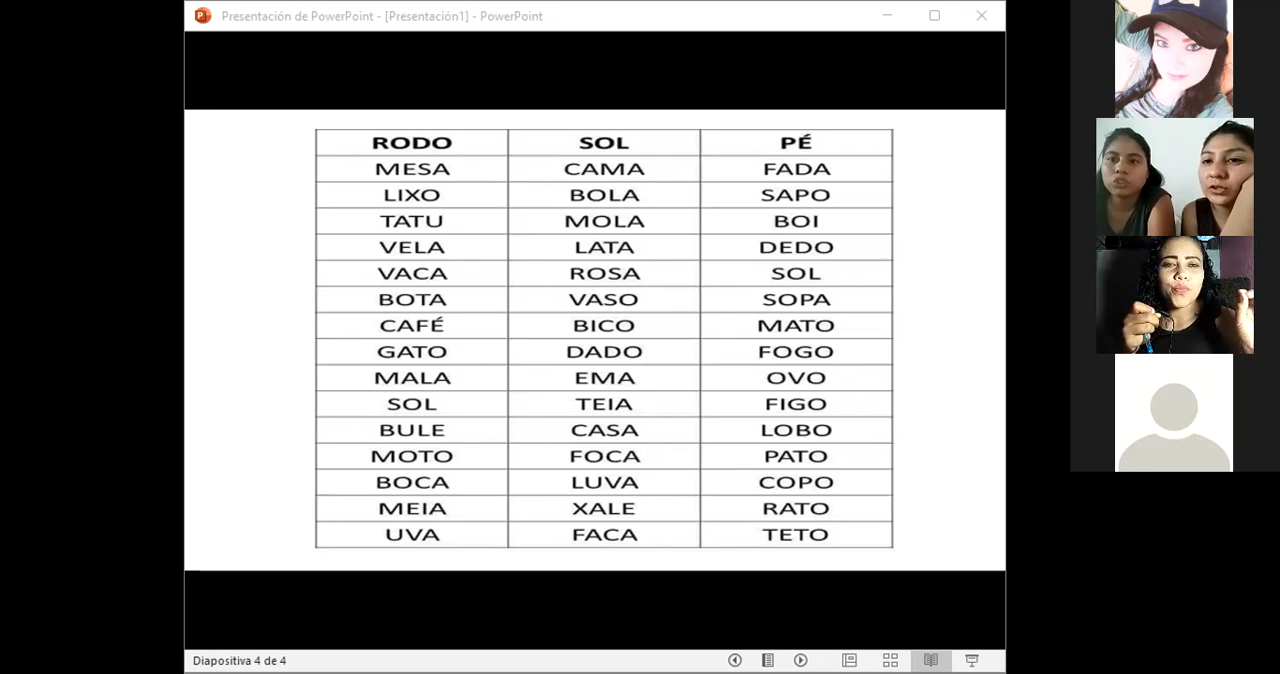 Presentación de PowerPoint - [Presentación1] - PowerPoint
RODO SOL PÉ
MESA CAMA FADA
LIXO BOLA SAPO
TATU MOLA BOI
VELA LATA DEDO
VACA ROSA SOL
BOTA VASO SOPA
CAFÉ BICO MATO
GATO DADO FOGO
MALA EMA OVO
SOL TEIA FIGO
BULE CASA LOBO
MOTO FOCA PATO
BOCA LUVA COPO
MEIA XALE RATO
UVA FACA TETO
Diapositiva 4 de 4